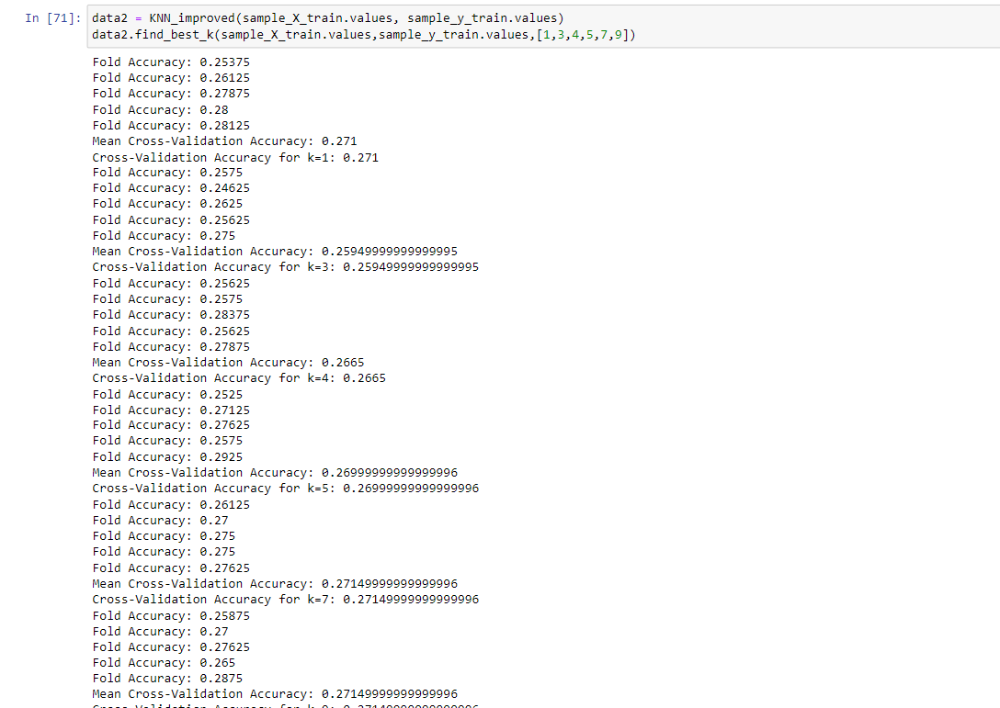 In [71]: data2 = KNN_improved(sample_X_train.values, sample_y_train.values)
data2.find_best_k(sample_X_train.values,sample_y_train.values,[1,3,4,5,7,9])
Fold Accuracy: 0.25375
Fold Accuracy: 0.26125
Fold Accuracy: 0.27875
Fold Accuracy: 0.28
Fold Accuracy: 0.28125
Mean Cross-Validation Accuracy: 0.271
Cross-Validation Accuracy for k=1: 0.271
Fold Accuracy: 0.2575
Fold Accuracy: 0.24625
Fold Accuracy: 0.2625
Fold Accuracy: 0.25625
Fold Accuracy: 0.275
Mean Cross-Validation Accuracy: 0.25949999999999995
Cross-Validation Accuracy for k=3: 0.25949999999999995
Fold Accuracy: 0.25625
Fold Accuracy: 0.2575
Fold Accuracy: 0.28375
Fold Accuracy: 0.25625
Fold Accuracy: 0.27875
Mean Cross-Validation Accuracy: 0.2665
Cross-Validation Accuracy for k=4: 0.2665
Fold Accuracy: 0.2525
Fold Accuracy: 0.27125
Fold Accuracy: 0.27625
Fold Accuracy: 0.2575
Fold Accuracy: 0.2925
Mean Cross-Validation Accuracy: 0.26999999999999996
Cross-Validation Accuracy for k=5: 0.26999999999999996
Fold Accuracy: 0.26125
Fold Accuracy: 0.27
Fold Accuracy: 0.275
Fold Accuracy: 0.275
Fold Accuracy: 0.27625
Mean Cross-Validation Accuracy: 0.27149999999999996
Cross-Validation Accuracy for k=7: 0.27149999999999996
Fold Accuracy: 0.25875
Fold Accuracy: 0.27
Fold Accuracy: 0.27625
Fold Accuracy: 0.265
Fold Accuracy: 0.2875
Mean Cross-Validation Accuracy: 0.27149999999999996